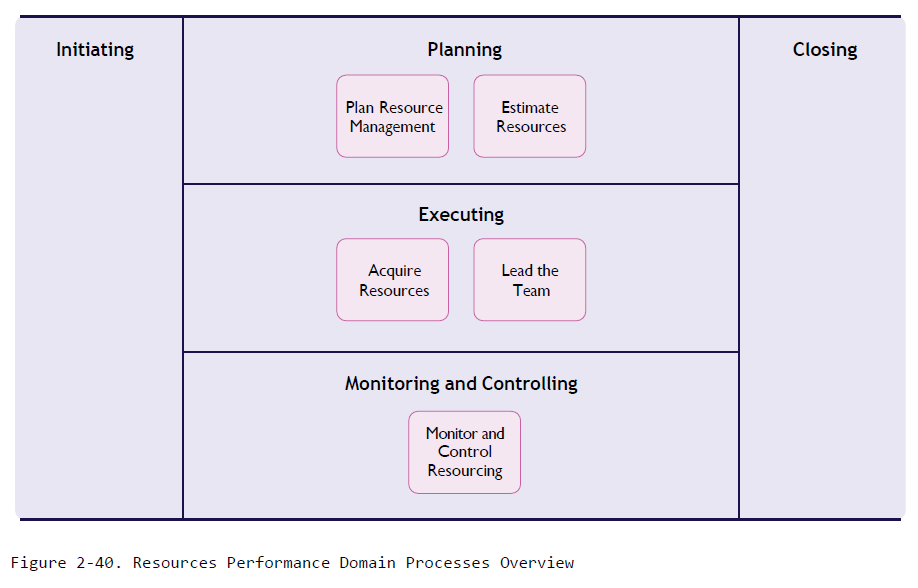 Initiating
Planning
Closing
Plan Resource
Management
Estimate
Resources
Executing
Acquire
Resources
Lead the
Team
Monitoring and Controlling
Monitor and
Control
Resourcing
Figure 2-40. Resources Performance Domain Processes Overview